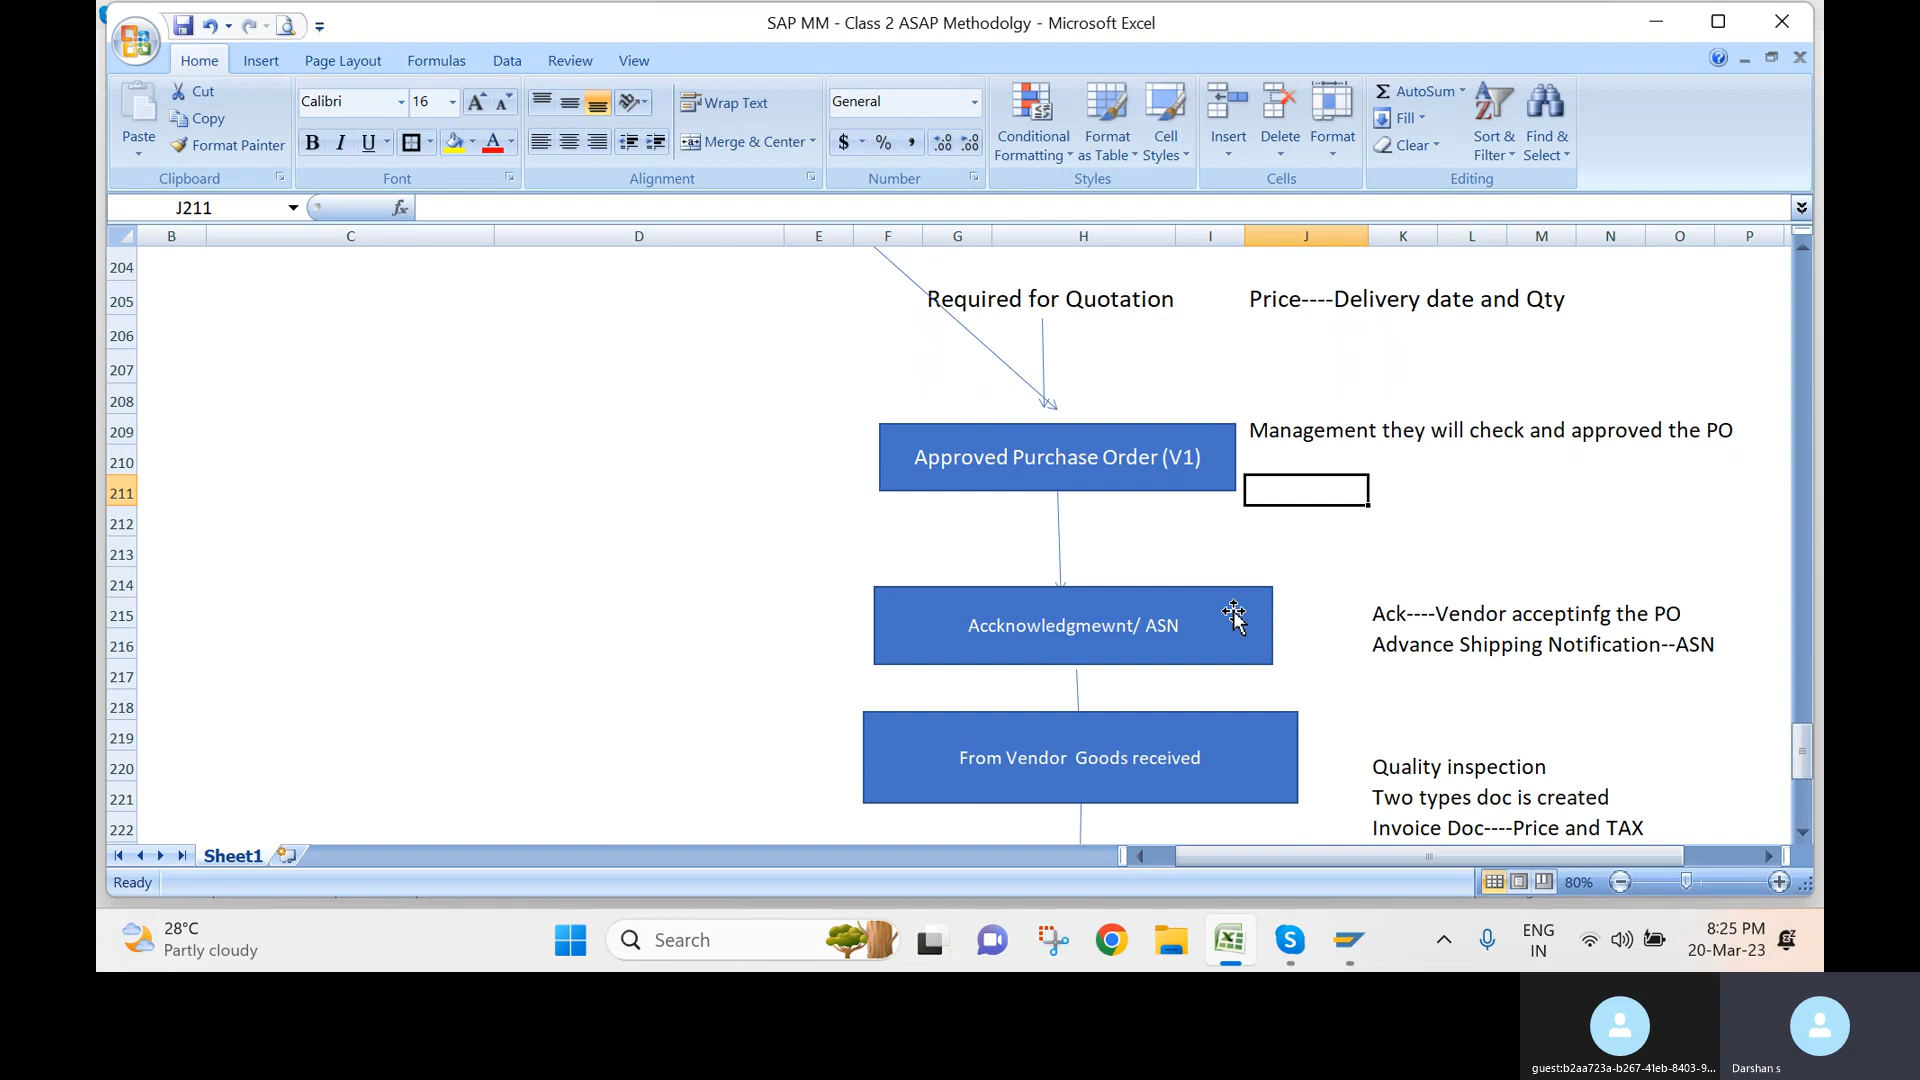 SAP MM - Class 2 ASAP Methodolgy - Microsoft Excel
Home Insert Page Layout Formulas Data Review View
Paste
Cut
Copy
Format Painter
Clipboard
Calibri 16
B I U
Font
Wrap Text
Merge & Center
Alignment
General
$ % ,
Number
Conditional Formatting
Format as Table
Cell Styles
Styles
Insert Delete Format
Cells
AutoSum
Fill
Clear
Sort & Filter
Find & Select
Editing
J211 fx
B C D E F G H I J K L M N O P
204
205 Required for Quotation Price----Delivery date and Qty
206
207
208
209 Management they will check and approved the PO
Approved Purchase Order (V1)
210
211
212
213
214
215 Ack----Vendor acceptinfg the PO
Accknowledgmewnt/ ASN
216 Advance Shipping Notification--ASN
217
218
219
From Vendor Goods received
220 Quality inspection
221 Two types doc is created
222 Invoice Doc----Price and TAX
Sheet1
Ready 80%
28°C
Partly cloudy
Search
ENG
IN
8:25 PM
20-Mar-23
guest:b2aa723a-b267-41eb-8403-9...
Darshan s